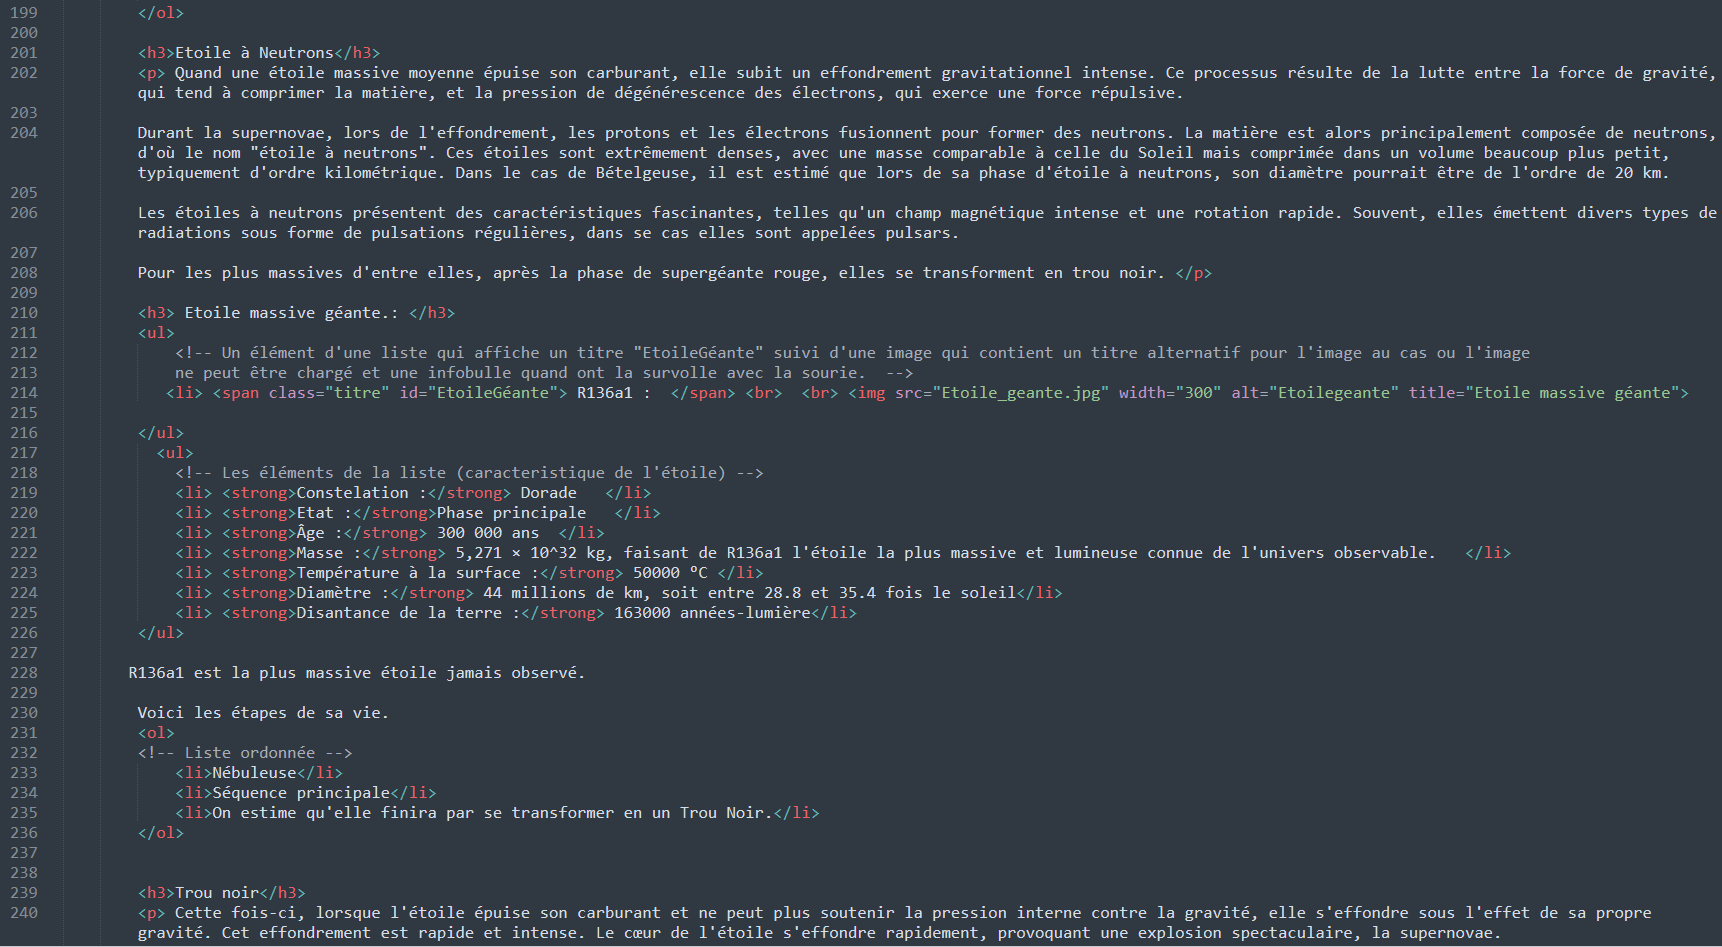 199 </ol>
200
201 <h3>Etoile à Neutrons</h3>
202 <p> Quand une étoile massive moyenne épuise son carburant, elle subit un effondrement gravitationnel intense. Ce processus résulte de la lutte entre la force de gravité,
qui tend à comprimer la matière, et la pression de dégénérescence des électrons, qui exerce une force répulsive.
203
204 Durant la supernovae, lors de l'effondrement, les protons et les électrons fusionnent pour former des neutrons. La matière est alors principalement composée de neutrons,
d'où le nom "étoile à neutrons". Ces étoiles sont extrêmement denses, avec une masse comparable à celle du Soleil mais comprimée dans un volume beaucoup plus petit,
typiquement d'ordre kilométrique. Dans le cas de Bételgeuse, il est estimé que lors de sa phase d'étoile à neutrons, son diamètre pourrait être de l'ordre de 20 km.
205
206 Les étoiles à neutrons présentent des caractéristiques fascinantes, telles qu'un champ magnétique intense et une rotation rapide. Souvent, elles émettent divers types de
radiations sous forme de pulsations régulières, dans se cas elles sont appelées pulsars.
207
208 Pour les plus massives d'entre elles, après la phase de supergéante rouge, elles se transforment en trou noir. </p>
209
210 <h3> Etoile massive géante.: </h3>
211 <ul>
212 <!-- Un élément d'une liste qui affiche un titre "EtoileGéante" suivi d'une image qui contient un titre alternatif pour l'image au cas ou l'image
213 ne peut être chargé et une infobulle quand ont la survolle avec la sourie.  -->
214 <li> <span class="titre" id="EtoileGéante"> R136a1 :  </span> <br>  <br> <img src="Etoile_geante.jpg" width="300" alt="Etoilegeante" title="Etoile massive géante">
215
216 </ul>
217 <ul>
218 <!-- Les éléments de la liste (caracteristique de l'étoile) -->
219 <li> <strong>Constelation :</strong> Dorade   </li>
220 <li> <strong>Etat :</strong>Phase principale   </li>
221 <li> <strong>Âge :</strong> 300 000 ans  </li>
222 <li> <strong>Masse :</strong> 5,271 × 10^32 kg, faisant de R136a1 l'étoile la plus massive et lumineuse connue de l'univers observable.   </li>
223 <li> <strong>Température à la surface :</strong> 50000 ºC </li>
224 <li> <strong>Diamètre :</strong> 44 millions de km, soit entre 28.8 et 35.4 fois le soleil</li>
225 <li> <strong>Disantance de la terre :</strong> 163000 années-lumière</li>
226 </ul>
227
228 R136a1 est la plus massive étoile jamais observé.
229
230 Voici les étapes de sa vie.
231 <ol>
232 <!-- Liste ordonnée -->
233 <li>Nébuleuse</li>
234 <li>Séquence principale</li>
235 <li>On estime qu'elle finira par se transformer en un Trou Noir.</li>
236 </ol>
237
238
239 <h3>Trou noir</h3>
240 <p> Cette fois-ci, lorsque l'étoile épuise son carburant et ne peut plus soutenir la pression interne contre la gravité, elle s'effondre sous l'effet de sa propre
gravité. Cet effondrement est rapide et intense. Le cœur de l'étoile s'effondre rapidement, provoquant une explosion spectaculaire, la supernovae.